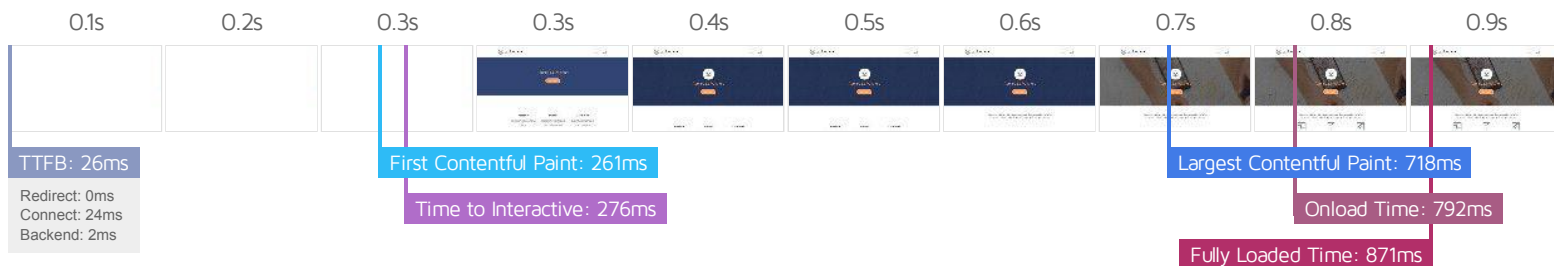 0.1s 0.2s 0.3s 0.3s 0.4s 0.5s 0.6s 0.7s 0.8s 0.9s
TTFB: 26ms
First Contentful Paint: 261ms
Largest Contentful Paint: 718ms
Redirect: 0ms
Connect: 24ms
Backend: 2ms
Time to Interactive: 276ms
Onload Time: 792ms
Fully Loaded Time: 871ms